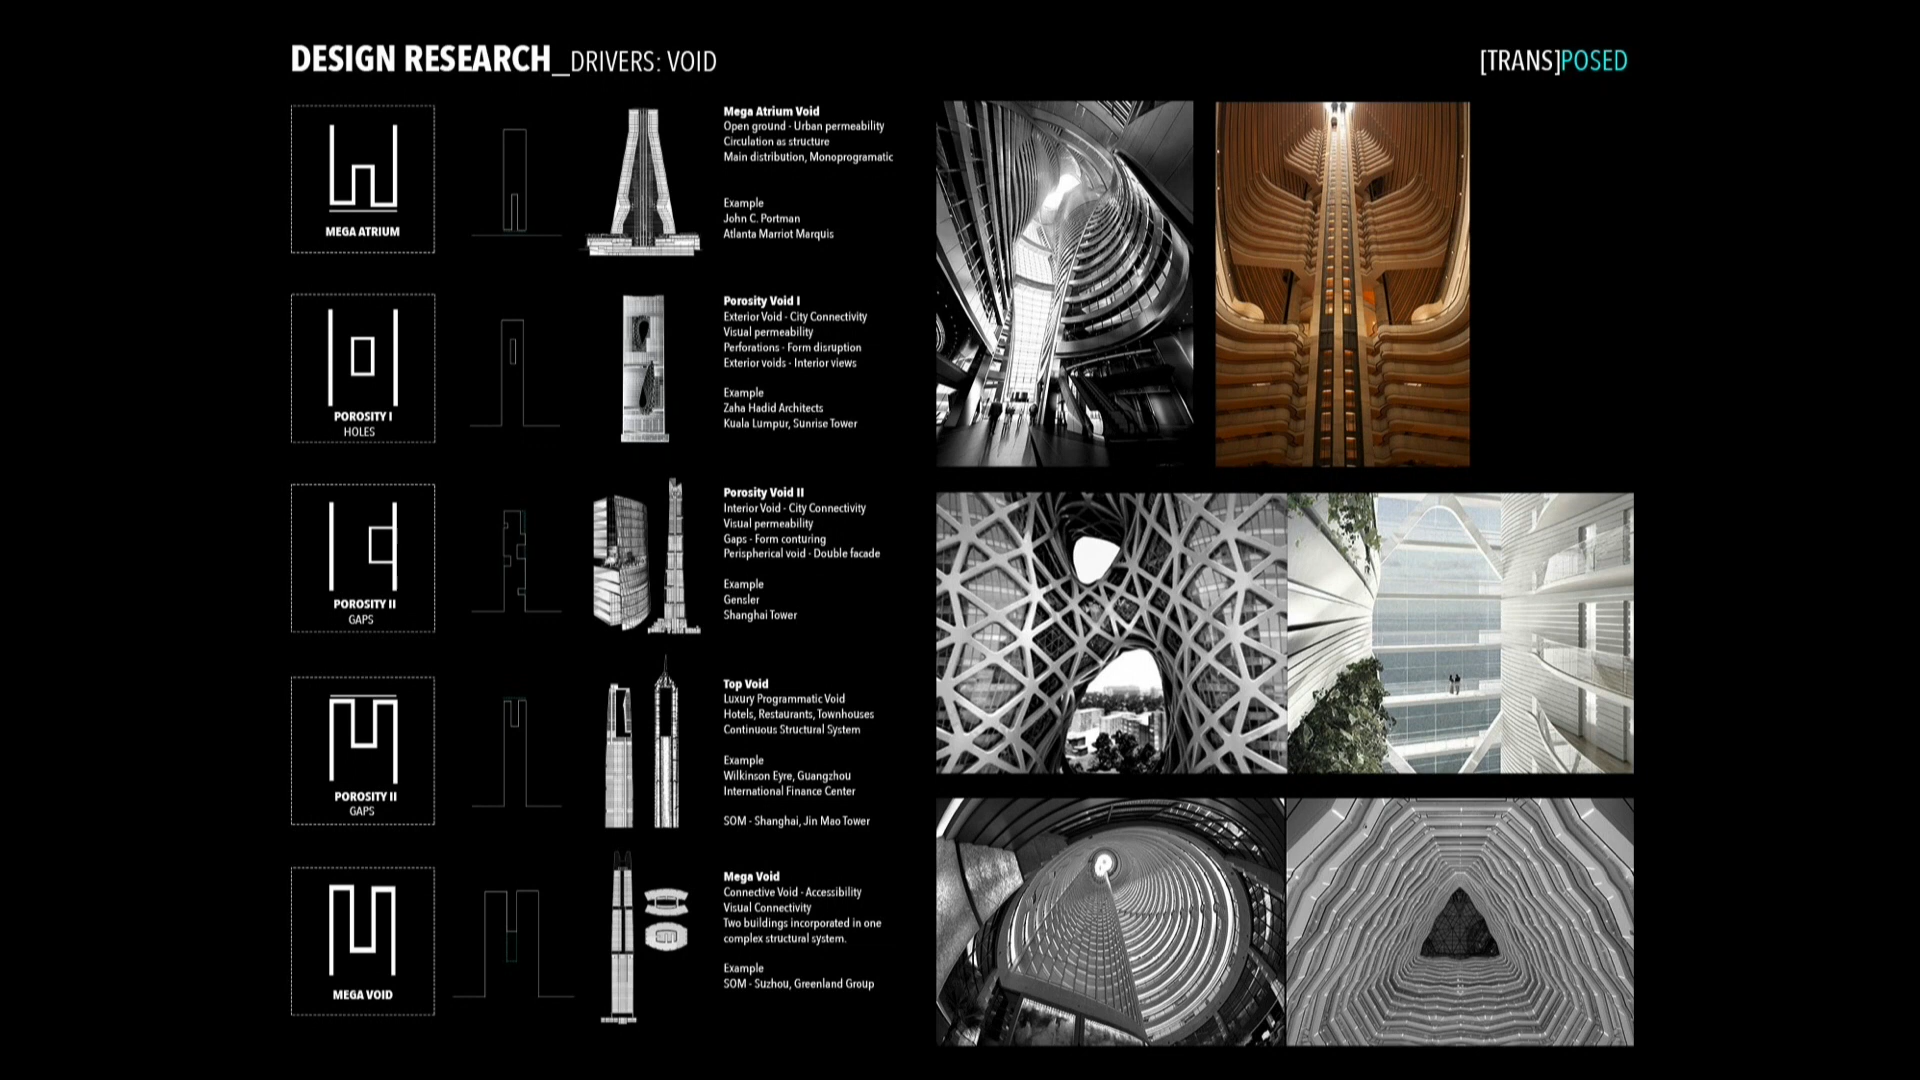 DESIGN RESEARCH_DRIVERS: VOID
[TRANS]POSED
MEGA ATRIUM
Mega Atrium Void
Open ground - Urban permeability
Circulation as structure
Main distribution, Monoprogramatic
Example
John C. Portman
Atlanta Marriot Marquis
POROSITY I
HOLES
Porosity Void I
Exterior Void - City Connectivity
Visual permeability
Perforations - Form disruption
Exterior voids - Interior views
Example
Zaha Hadid Architects
Kuala Lumpur, Sunrise Tower
POROSITY II
GAPS
Porosity Void II
Interior Void - City Connectivity
Visual permeability
Gaps - Form conturing
Perispherical void - Double facade
Example
Gensler
Shanghai Tower
POROSITY II
GAPS
Top Void
Luxury Programmatic Void
Hotels, Restaurants, Townhouses
Continuous Structural System
Example
Wilkinson Eyre, Guangzhou
International Finance Center
SOM - Shanghai, Jin Mao Tower
MEGA VOID
Mega Void
Connective Void - Accessibility
Visual Connectivity
Two buildings incorporated in one
complex structural system.
Example
SOM - Suzhou, Greenland Group